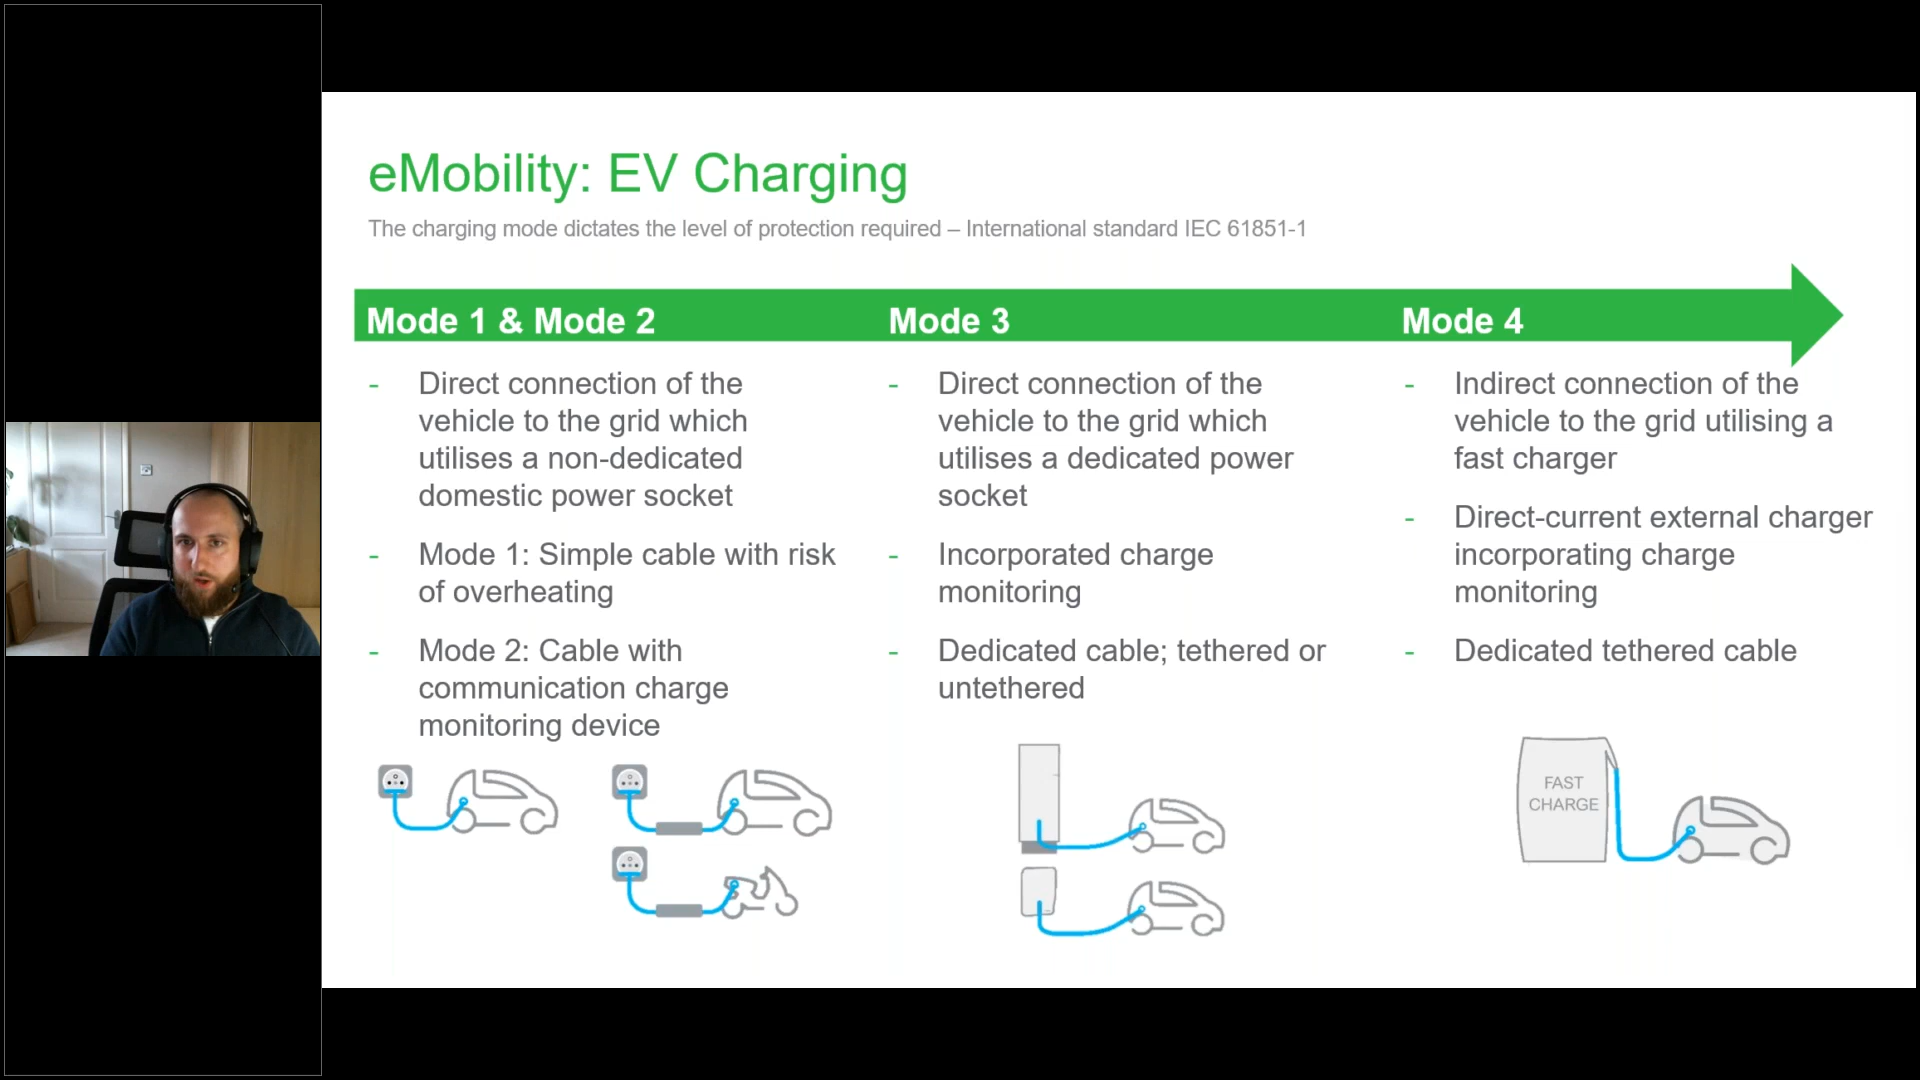 eMobility: EV Charging
The charging mode dictates the level of protection required – International standard IEC 61851-1
Mode 1 & Mode 2
- Direct connection of the
vehicle to the grid which
utilises a non-dedicated
domestic power socket
- Mode 1: Simple cable with risk
of overheating
- Mode 2: Cable with
communication charge
monitoring device
Mode 3
- Direct connection of the
vehicle to the grid which
utilises a dedicated power
socket
- Incorporated charge
monitoring
- Dedicated cable; tethered or
untethered
Mode 4
- Indirect connection of the
vehicle to the grid utilising a
fast charger
- Direct-current external charger
incorporating charge
monitoring
- Dedicated tethered cable
FAST
CHARGE